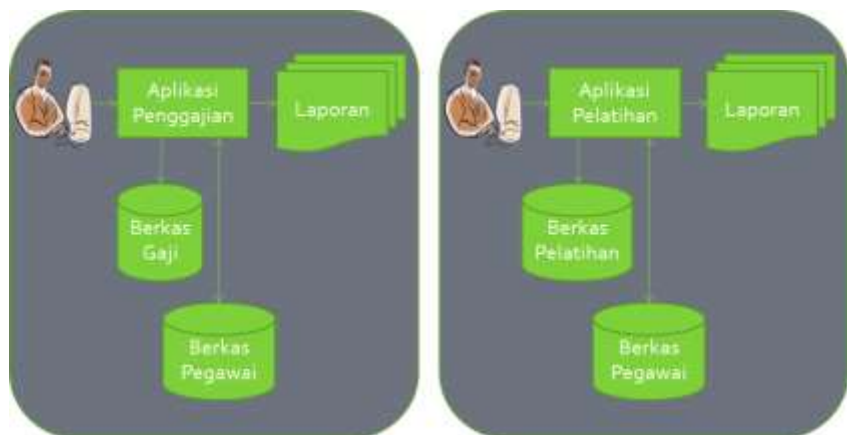 Aplikasi
Penggajian
Laporan
Berkas
Gaji
Berkas
Pegawai
Aplikasi
Pelatihan
Laporan
Berkas
Pelatihan
Berkas
Pegawai